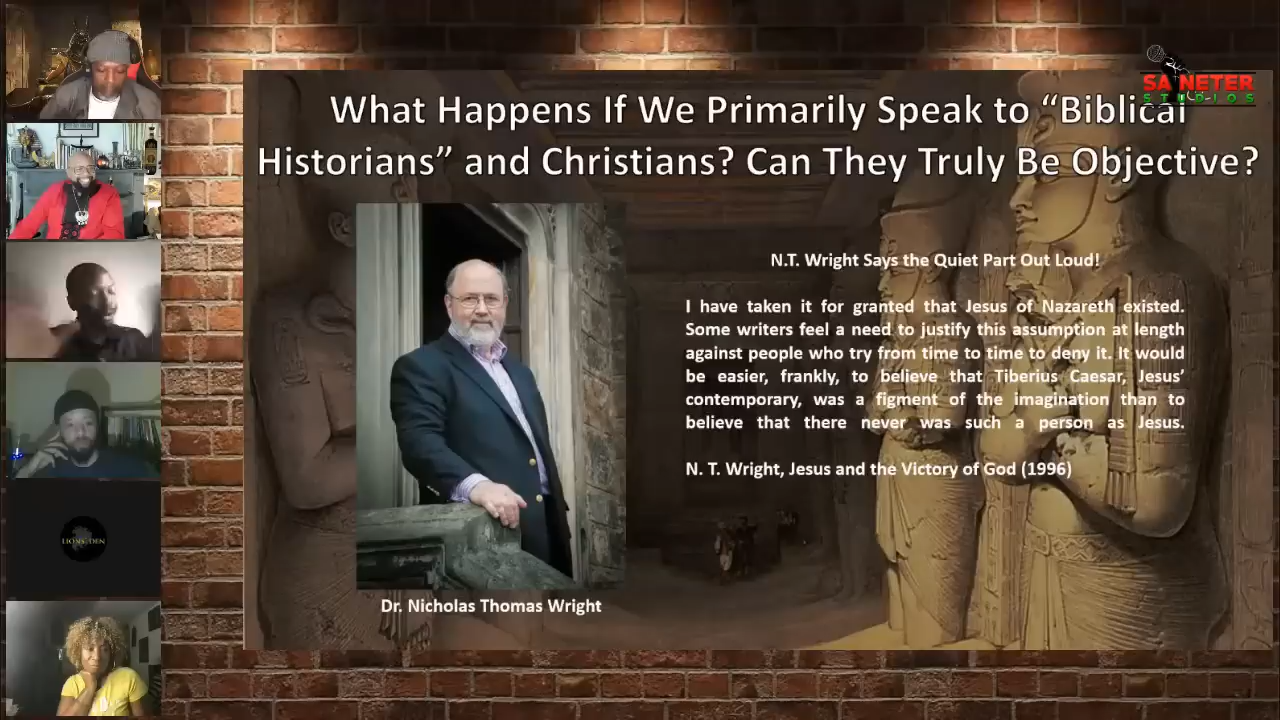 SA NETER
STUDIOS
What Happens If We Primarily Speak to “Biblical
Historians” and Christians? Can They Truly Be Objective?
N.T. Wright Says the Quiet Part Out Loud!
I have taken it for granted that Jesus of Nazareth existed.
Some writers feel a need to justify this assumption at length
against people who try from time to time to deny it. It would
be easier, frankly, to believe that Tiberius Caesar, Jesus’
contemporary, was a figment of the imagination than to
believe that there never was such a person as Jesus.
N. T. Wright, Jesus and the Victory of God (1996)
Dr. Nicholas Thomas Wright
LIONS DEN